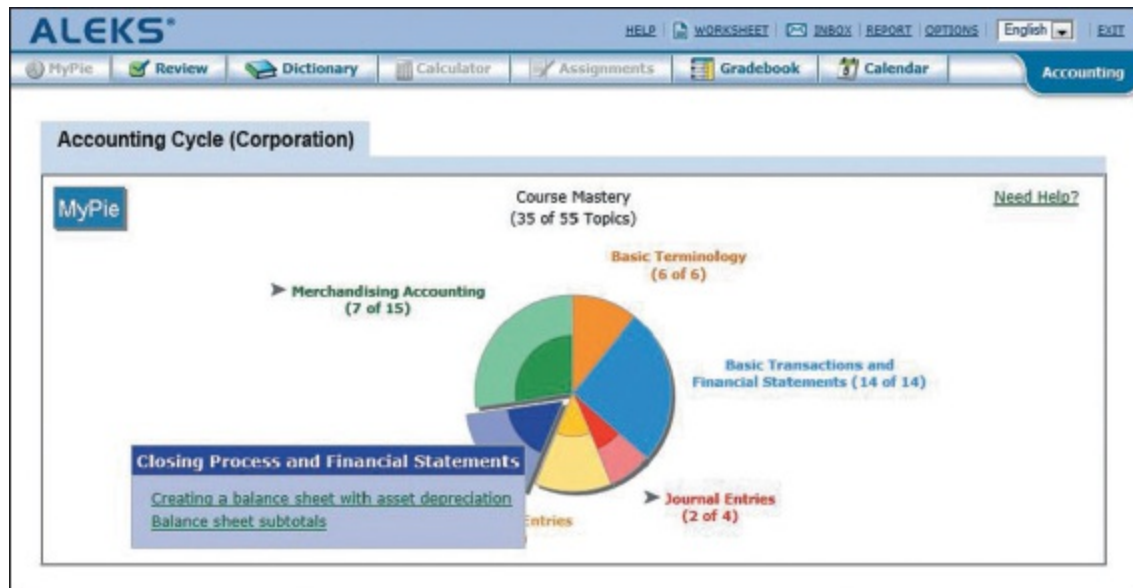 ALEKS®
HELP | WORKSHEET | INBOX | REPORT | OPTIONS | English | EXIT
MyPie Review Dictionary Calculator Assignments Gradebook Calendar Accounting
Accounting Cycle (Corporation)
MyPie
Course Mastery
(35 of 55 Topics)
Need Help?
Basic Terminology
(6 of 6)
Merchandising Accounting
(7 of 15)
Basic Transactions and
Financial Statements (14 of 14)
Closing Process and Financial Statements
Creating a balance sheet with asset depreciation
Balance sheet subtotals
Entries
Journal Entries
(2 of 4)